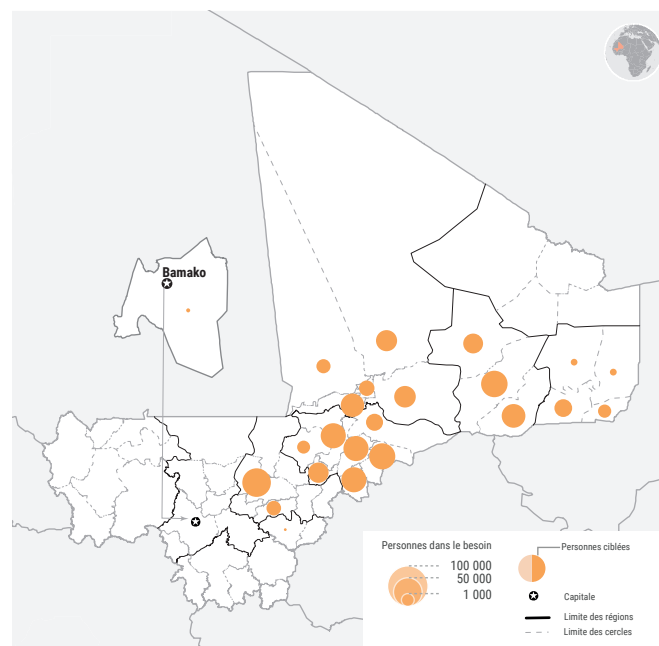 Bamako
Personnes dans le besoin
100 000
50 000
1 000
Personnes ciblées
Capitale
Limite des régions
Limite des cercles